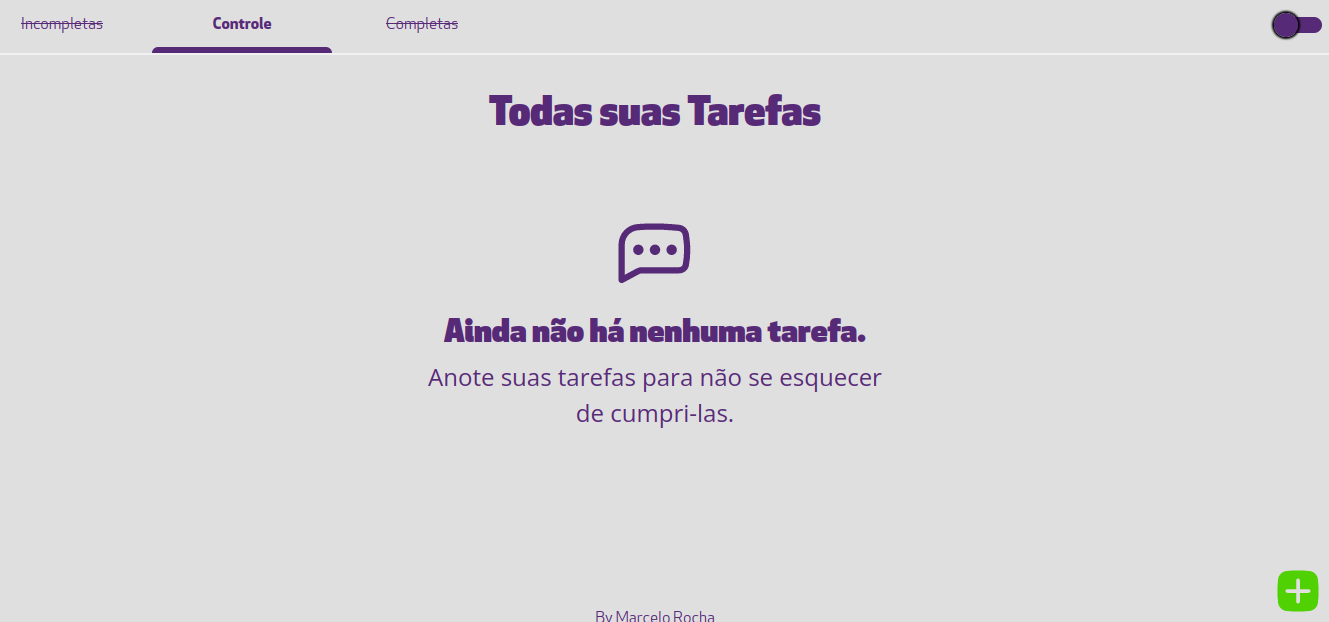 Incompletas
Controle
Completas
Todas suas Tarefas
Ainda não há nenhuma tarefa.
Anote suas tarefas para não se esquecer
de cumpri-las.
By Marcelo Rocha